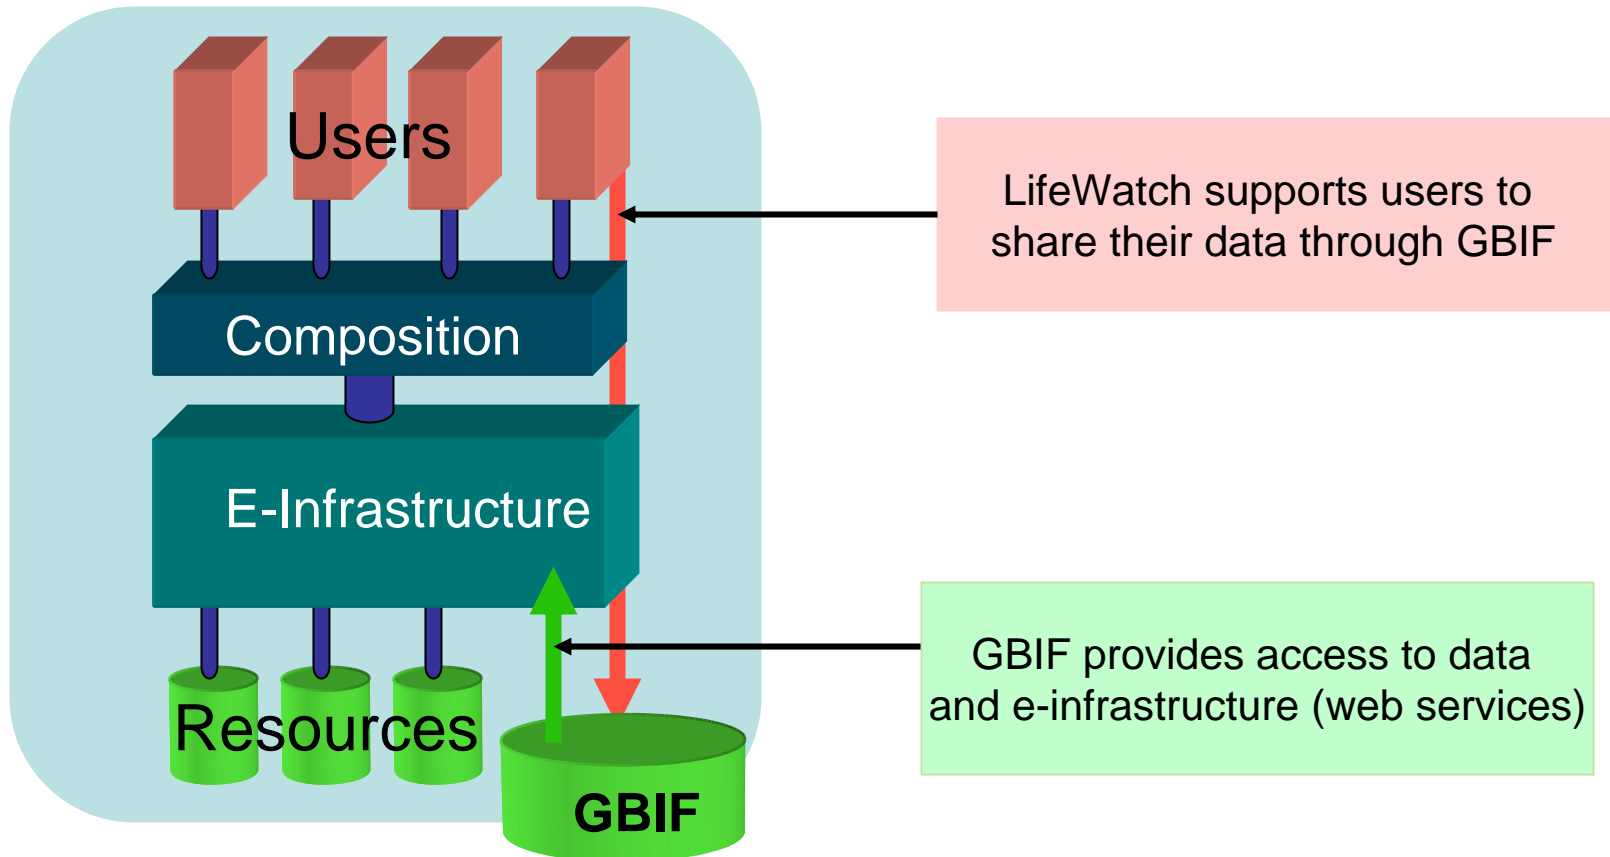 Users
LifeWatch supports users to
share their data through GBIF
Composition
E-Infrastructure
GBIF provides access to data
and e-infrastructure (web services)
Resources
GBIF